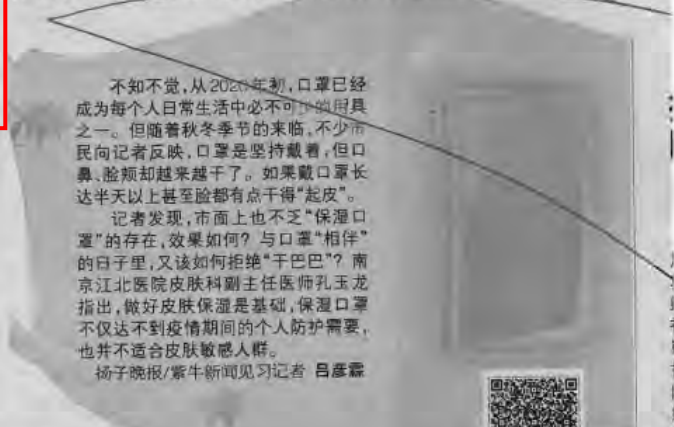 不知不觉，从2020年初，口罩已经
成为每个人日常生活中必不可少的用具
之一。但随着秋冬季节的来临，不少市
民向记者反映，口罩是坚持戴着，但口
鼻、脸颊却越来越干了。如果戴口罩长
达半天以上甚至脸都有点干得“起皮”。
记者发现，市面上也不乏“保湿口
罩”的存在，效果如何？与口罩“相伴”
的日子里，又该如何拒绝“干巴巴”？南
京江北医院皮肤科副主任医师孔玉龙
指出，做好皮肤保湿是基础，保湿口罩
不仅达不到疫情期间的个人防护需要，
也并不适合皮肤敏感人群。
扬子晚报/紫牛新闻见习记者 吕彦霖